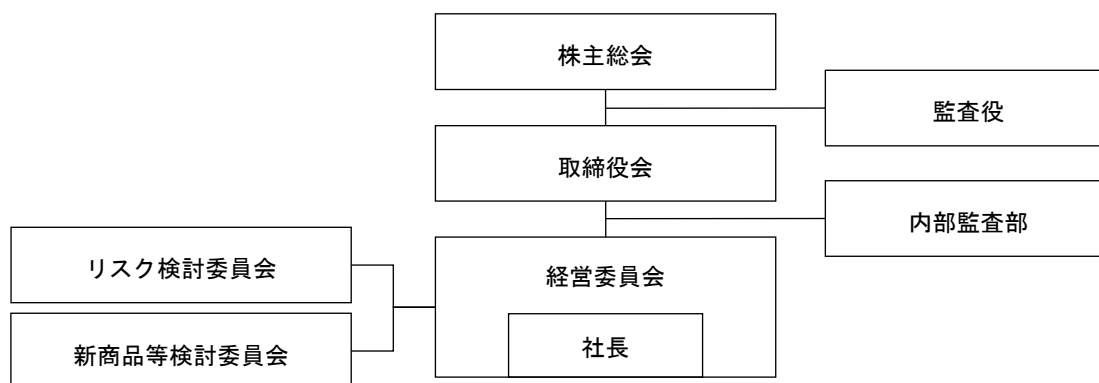 株主総会
監査役
取締役会
内部監査部
リスク検討委員会
経営委員会
新商品等検討委員会
社長